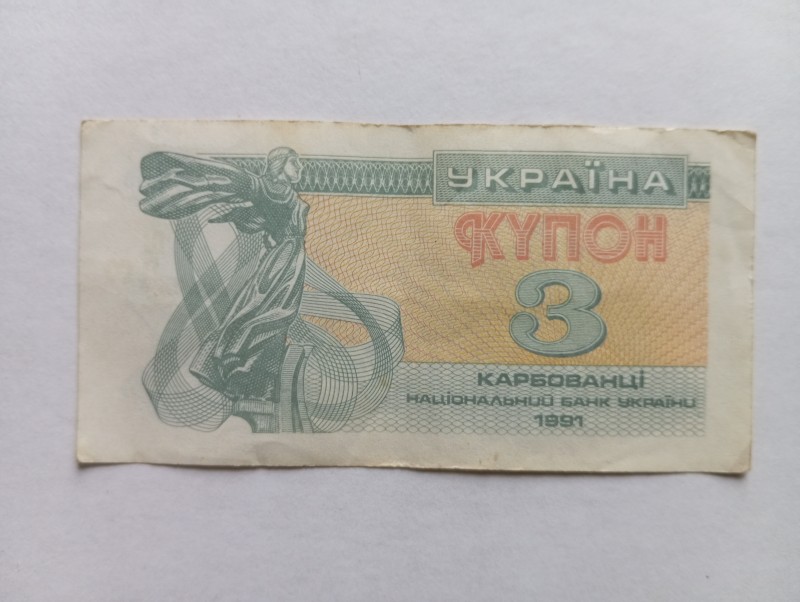 УКРАЇНА
КУПОН
3
КАРБОВАНЦІ
НАЦІОНАЛЬНИЙ БАНК УКРАЇНИ
1991